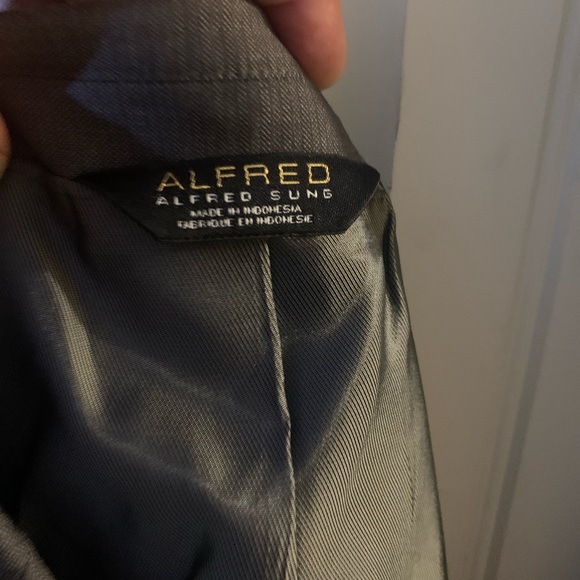 ALFRED
ALFRED SUNG
MADE IN INDONESIA
FABRIQUE EN INDONESIE